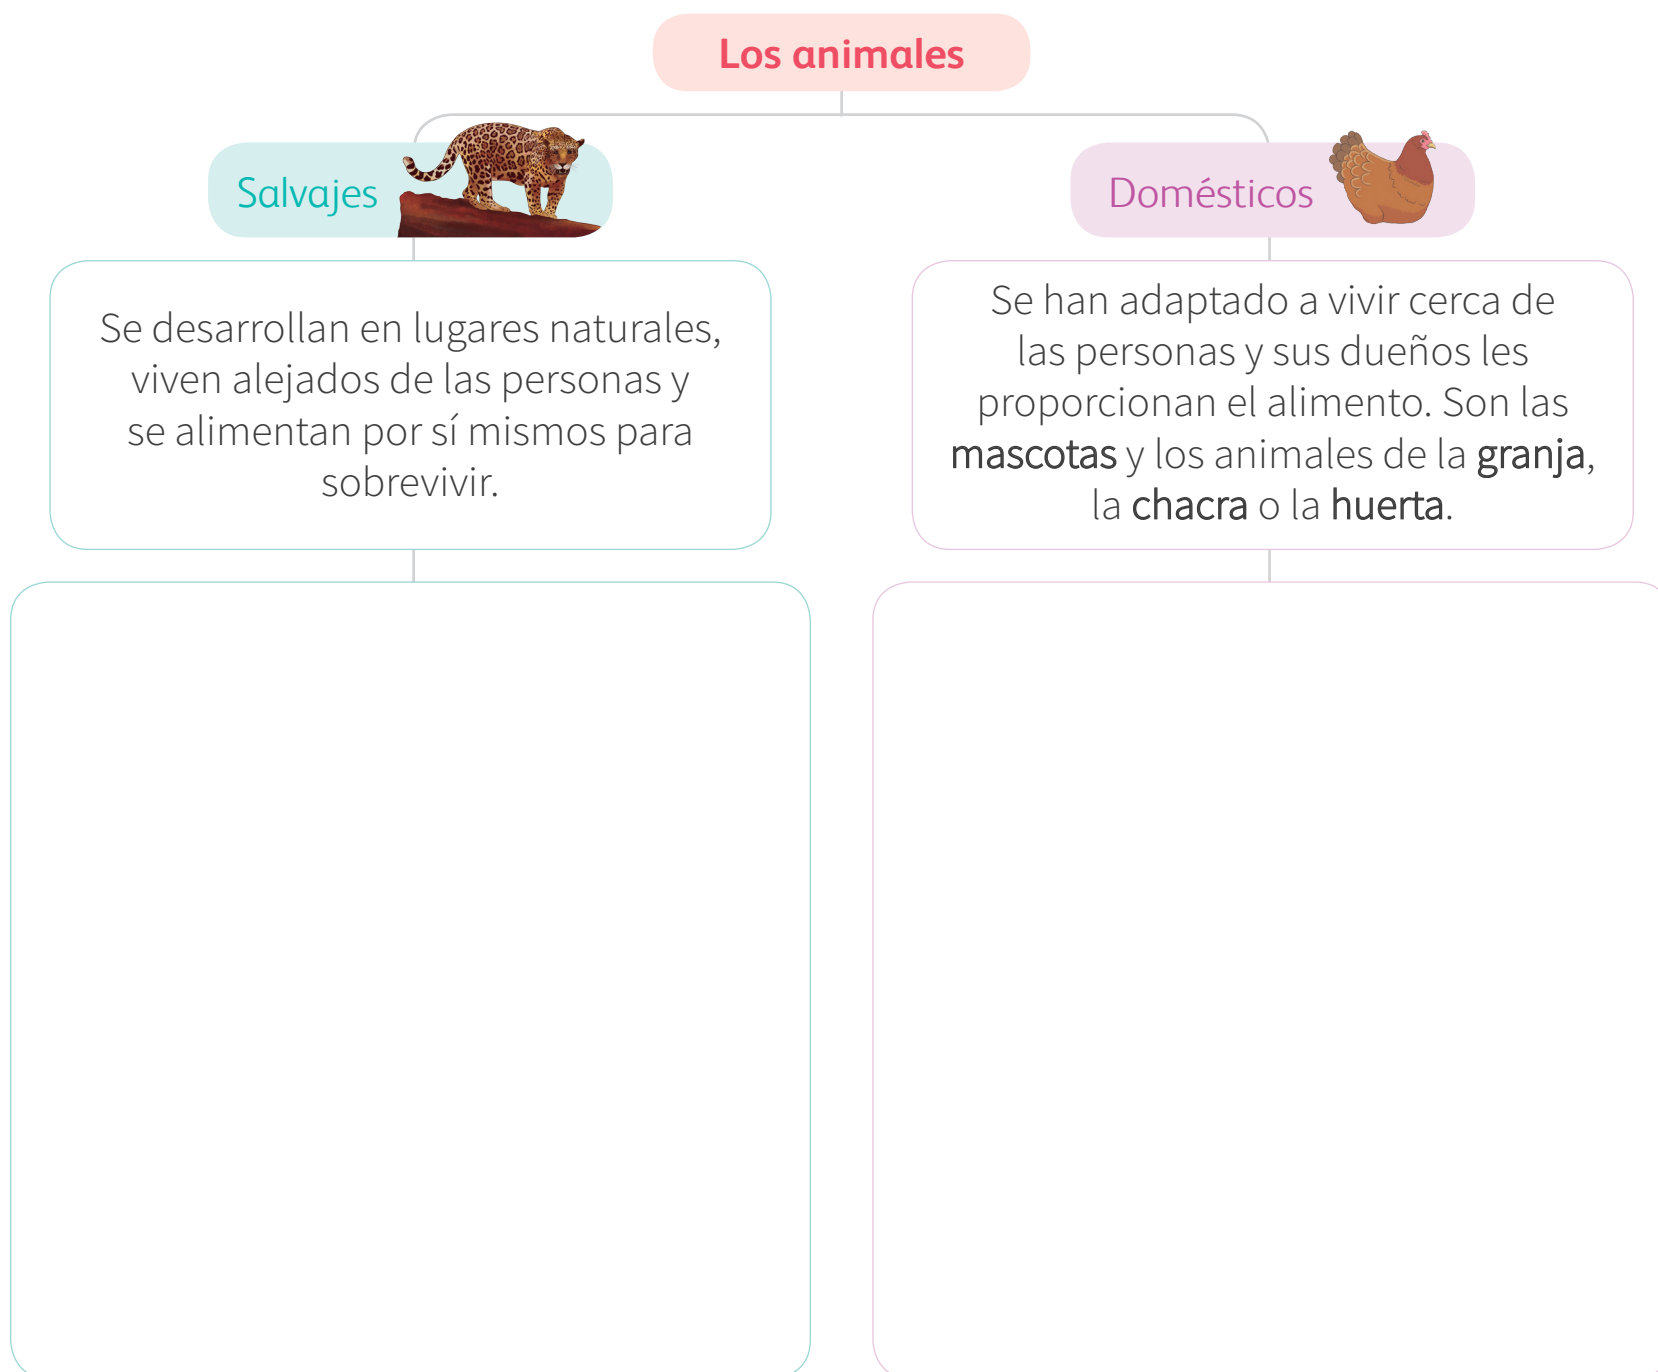 Los animales
Salvajes
Se desarrollan en lugares naturales,
viven alejados de las personas y
se alimentan por sí mismos para
sobrevivir.
Domésticos
Se han adaptado a vivir cerca de
las personas y sus dueños les
proporcionan el alimento. Son las
mascotas y los animales de la granja,
la chacra o la huerta.